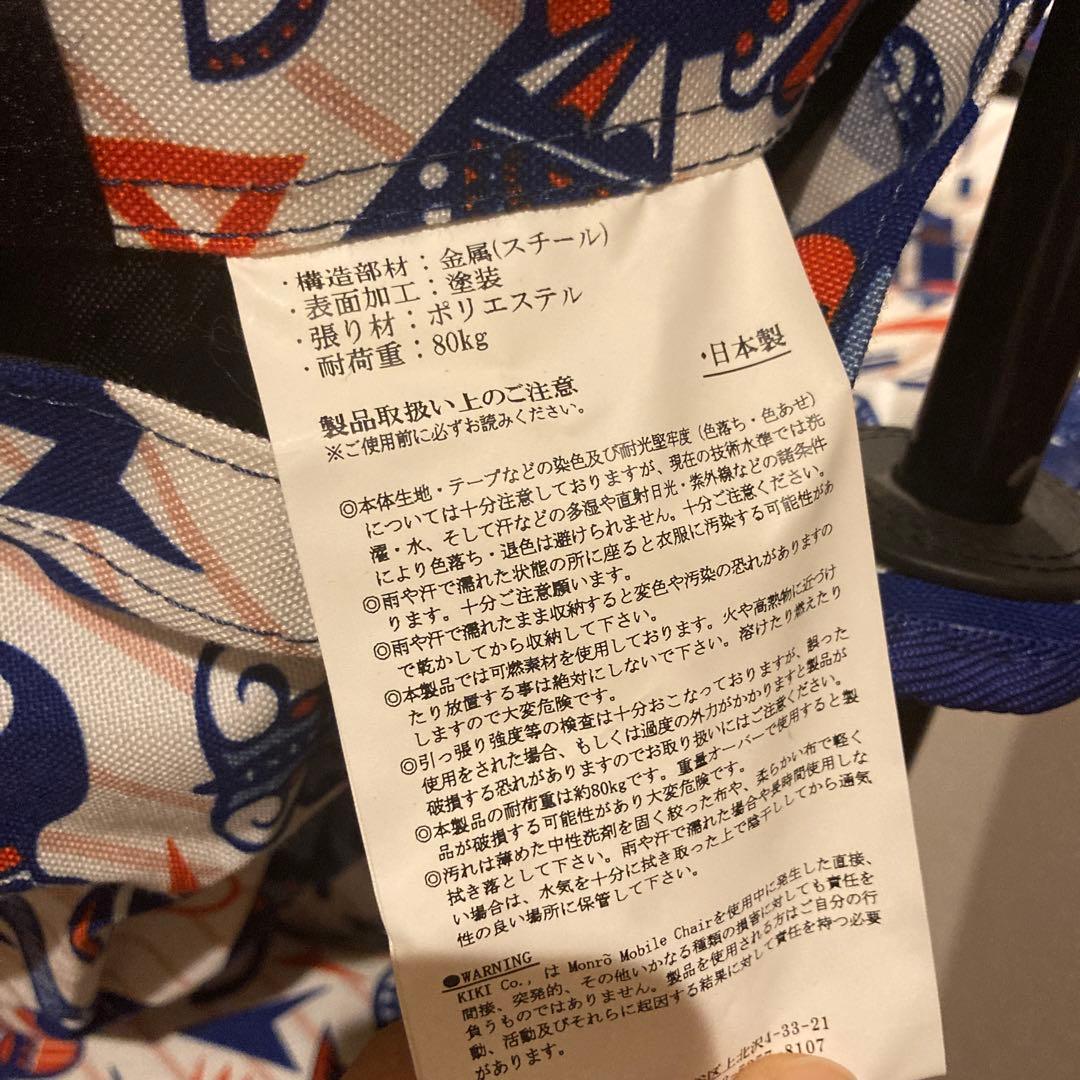 ・構造部材：金属(スチール)
・表面加工：塗装
・張り材：ポリエステル
・耐荷重：80kg
・日本製
製品取扱い上のご注意
※ご使用前に必ずお読みください。
◎本体生地・テープなどの染色及び耐光堅牢度（色落ち・色あせ）
については十分注意しておりますが、現在の技術水準では洗
濯・水、そして汗などの多湿や直射日光・紫外線などの諸条件
により色落ち・退色は避けられません。十分ご注意ください。
◎雨や汗で濡れた状態の所に座ると衣服に汚染する可能性があ
ります。十分ご注意願います。
◎雨や汗で濡れたまま収納すると変色や汚染の恐れがありますの
で乾かしてから収納して下さい。
◎本製品では可燃素材を使用しております。火や高熱物に近づけ
たり放置する事は絶対にしないで下さい。溶けたり燃えたり
しますので大変危険です。
◎引っ張り強度等の検査は十分おこなっておりますが、誤った
使用をされた場合、もしくは過度の外力がかかりますと製品が
破損する恐れがありますのでお取り扱いにはご注意ください。
◎本製品の耐荷重は約80kgです。重量オーバーで使用すると製
品が破損する可能性があり大変危険です。
◎汚れは薄めた中性洗剤を固く絞った布や、柔らかい布で軽く
拭き落として下さい。雨や汗で濡れた場合や長時間使用しな
い場合は、水気を十分に拭き取った上で陰干ししてから通気
性の良い場所に保管して下さい。
●WARNING
KIKI Co., は Monrõ Mobile Chairを使用中に発生した直接、
間接、突発的、その他いかなる種類の損害に対しても責任を
負うものではありません。製品を使用される方はご自分の行
動、活動及びそれらに起因する結果に対して責任を持つ必要
があります。
区上北沢4-33-21
8107